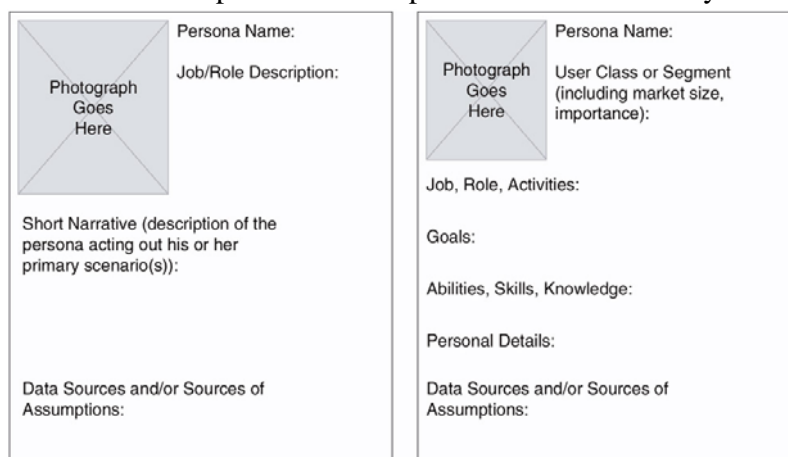 Persona Name:
Job/Role Description:
Photograph
Goes
Here
Short Narrative (description of the
persona acting out his or her
primary scenario(s)):
Data Sources and/or Sources of
Assumptions:
Persona Name:
User Class or Segment
(including market size,
importance):
Photograph
Goes
Here
Job, Role, Activities:
Goals:
Abilities, Skills, Knowledge:
Personal Details:
Data Sources and/or Sources of
Assumptions: